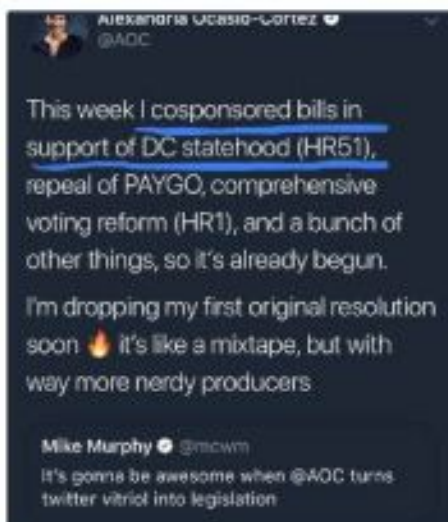 Alexandria Ocasio-Cortez
@AOC
This week I cosponsored bills in
support of DC statehood (HR51),
repeal of PAYGO, comprehensive
voting reform (HR1), and a bunch of
other things, so it's already begun.
I'm dropping my first original resolution
soon 🔥 it's like a mixtape, but with
way more nerdy producers
Mike Murphy @mcwm
it's gonna be awesome when @AOC turns
twitter vitriol into legislation